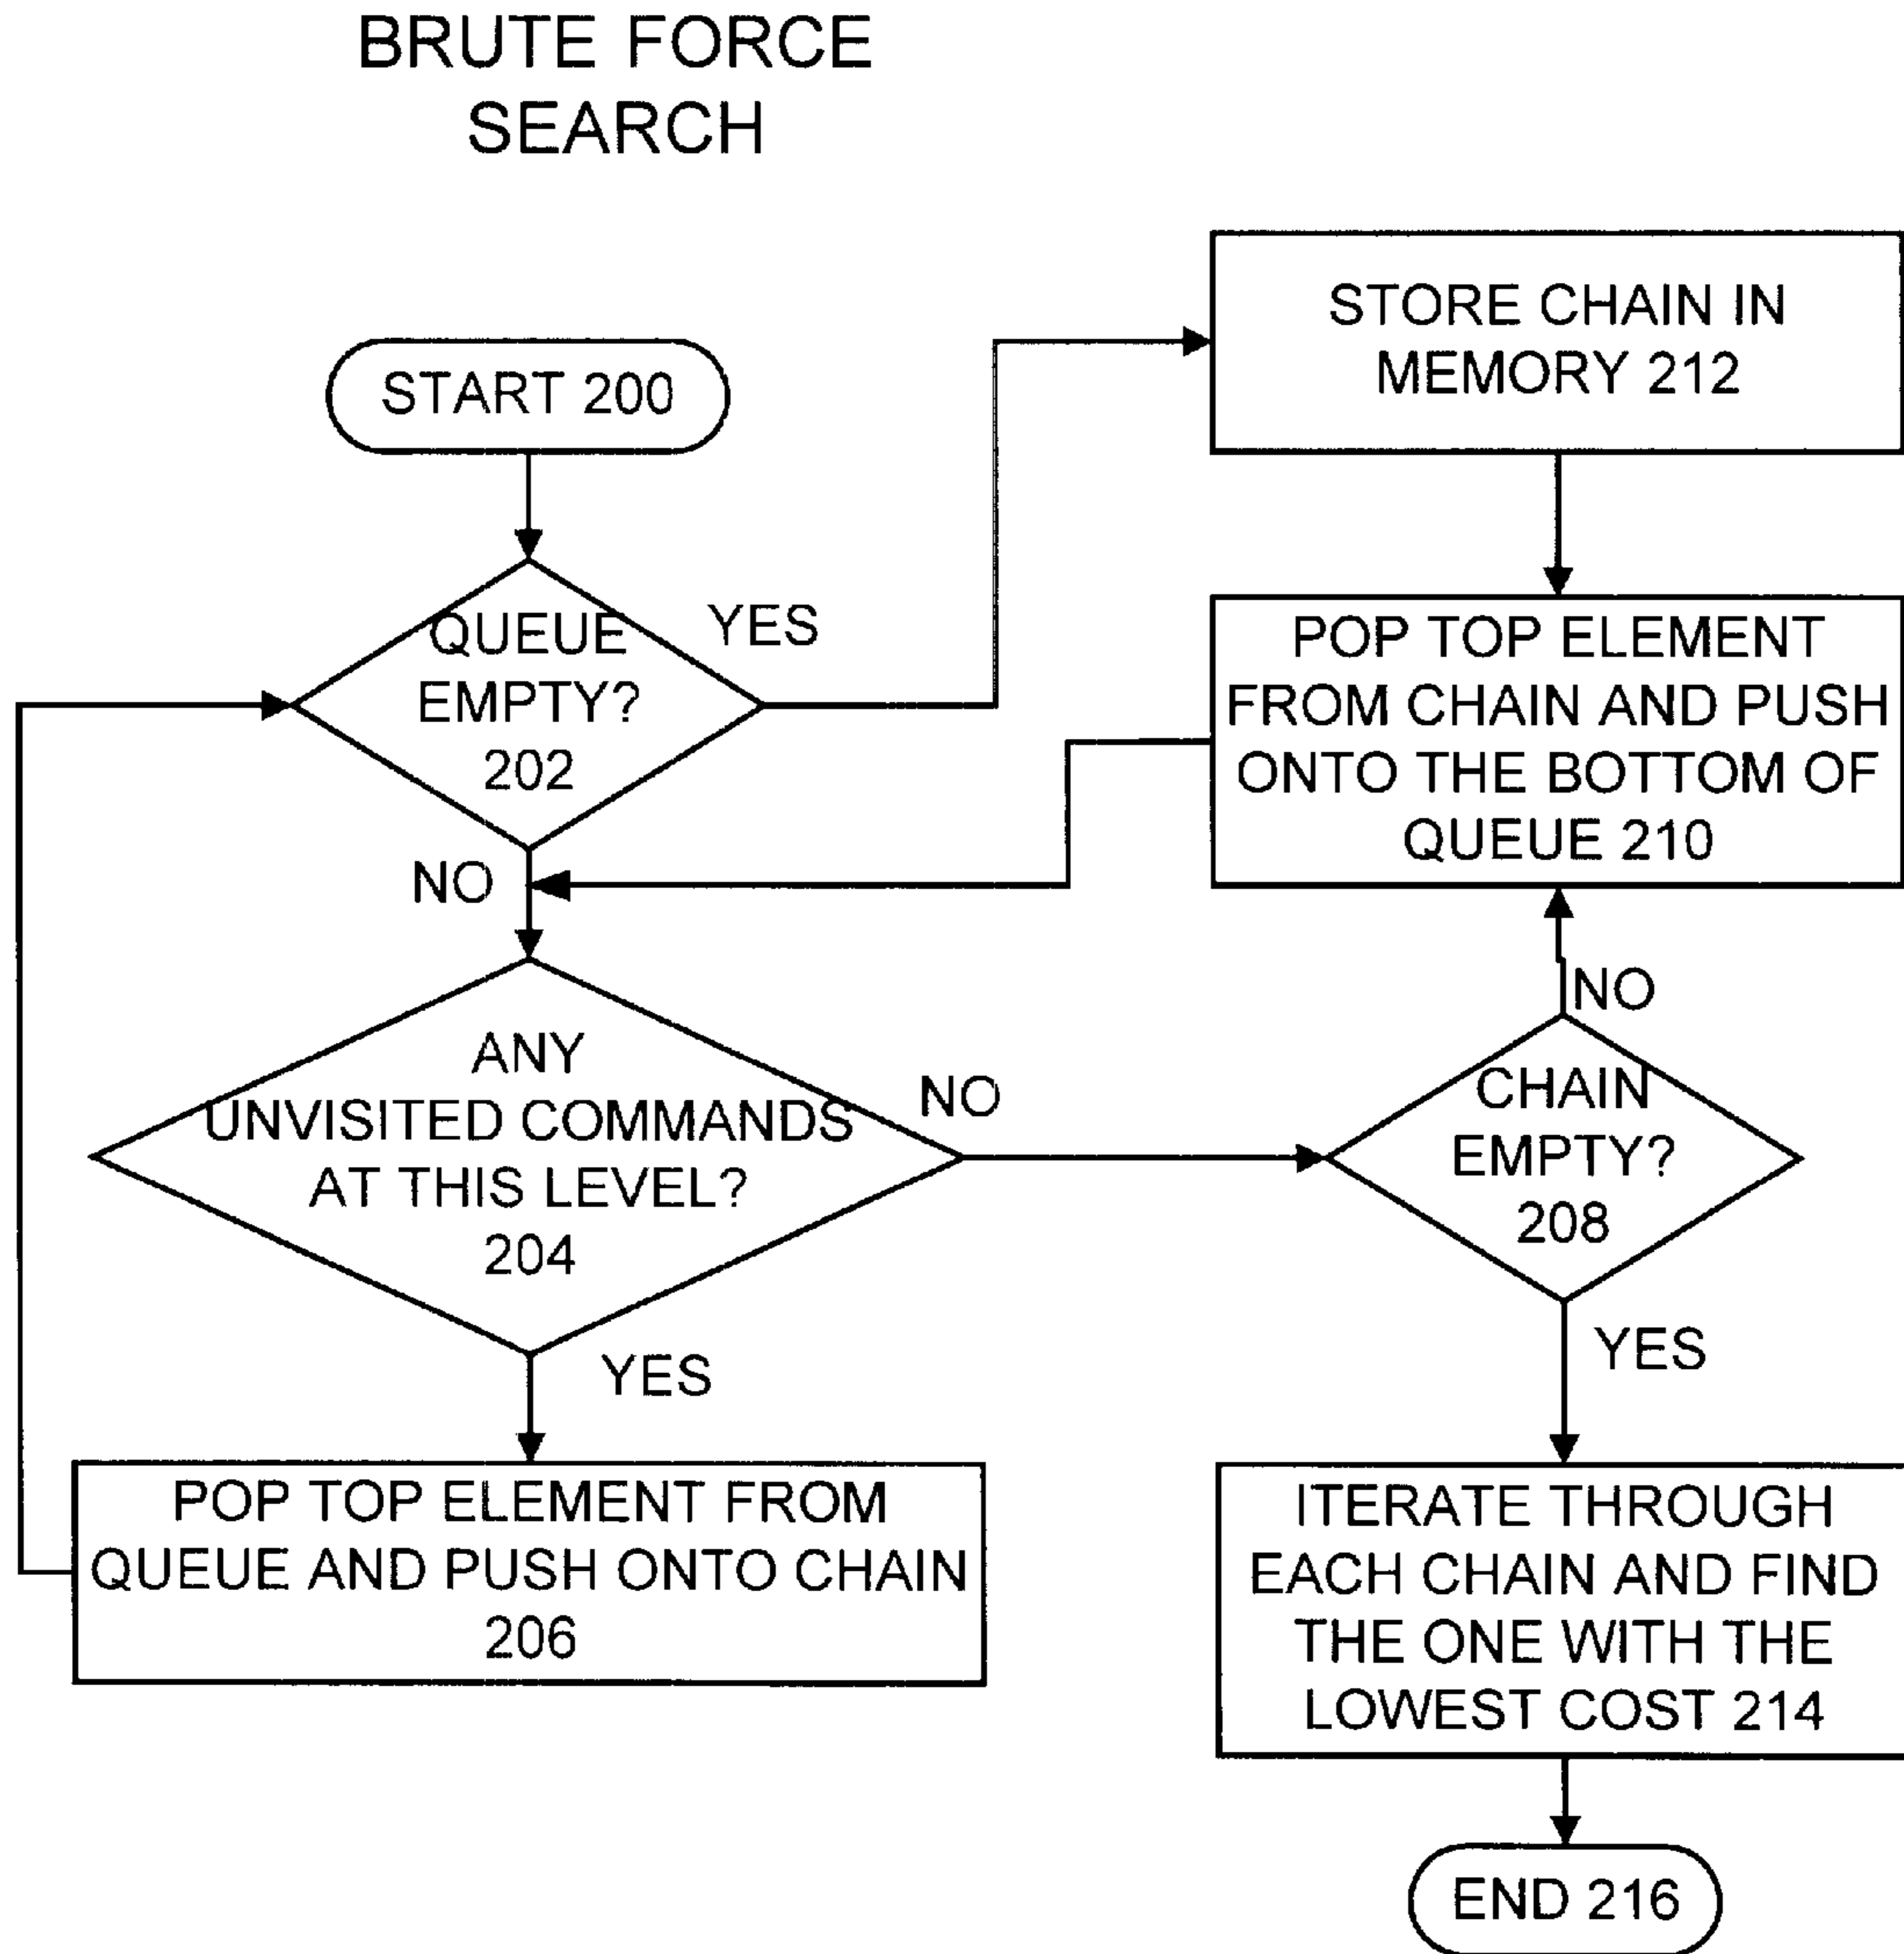 BRUTE FORCE
SEARCH
START 200
QUEUE
EMPTY?
202
YES
NO
STORE CHAIN IN
MEMORY 212
POP TOP ELEMENT
FROM CHAIN AND PUSH
ONTO THE BOTTOM OF
QUEUE 210
ANY
UNVISITED COMMANDS
AT THIS LEVEL?
204
NO
YES
CHAIN
EMPTY?
208
NO
YES
POP TOP ELEMENT FROM
QUEUE AND PUSH ONTO CHAIN
206
ITERATE THROUGH
EACH CHAIN AND FIND
THE ONE WITH THE
LOWEST COST 214
END 216